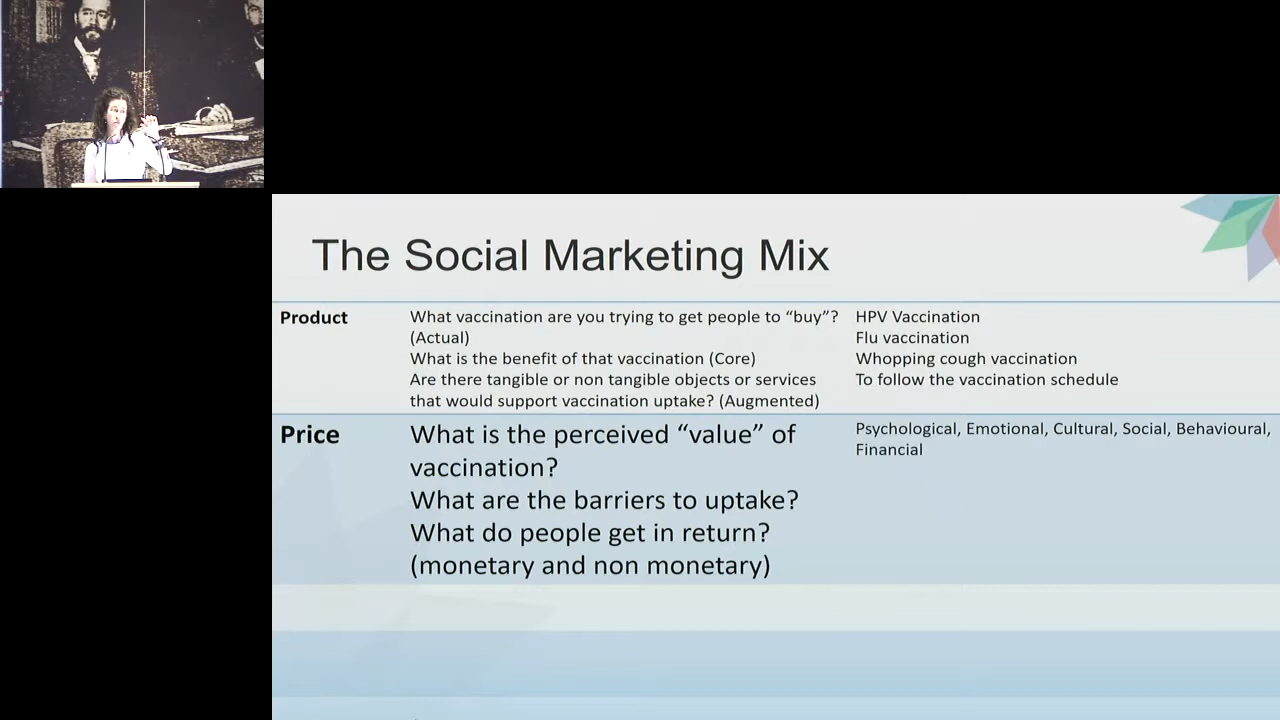 The Social Marketing Mix
Product
What vaccination are you trying to get people to “buy”?
(Actual)
What is the benefit of that vaccination (Core)
Are there tangible or non tangible objects or services
that would support vaccination uptake? (Augmented)
HPV Vaccination
Flu vaccination
Whopping cough vaccination
To follow the vaccination schedule
Price
What is the perceived “value” of
vaccination?
What are the barriers to uptake?
What do people get in return?
(monetary and non monetary)
Psychological, Emotional, Cultural, Social, Behavioural,
Financial